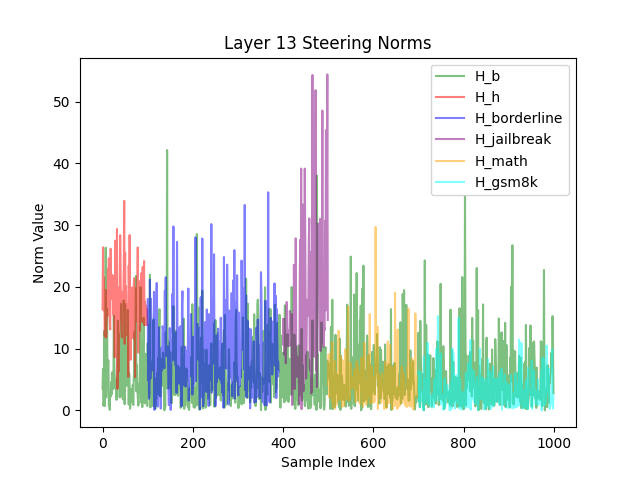 Layer 13 Steering Norms
Norm Value
50
40
30
20
10
0
0 200 400 600 800 1000
Sample Index
H_b
H_h
H_borderline
H_jailbreak
H_math
H_gsm8k